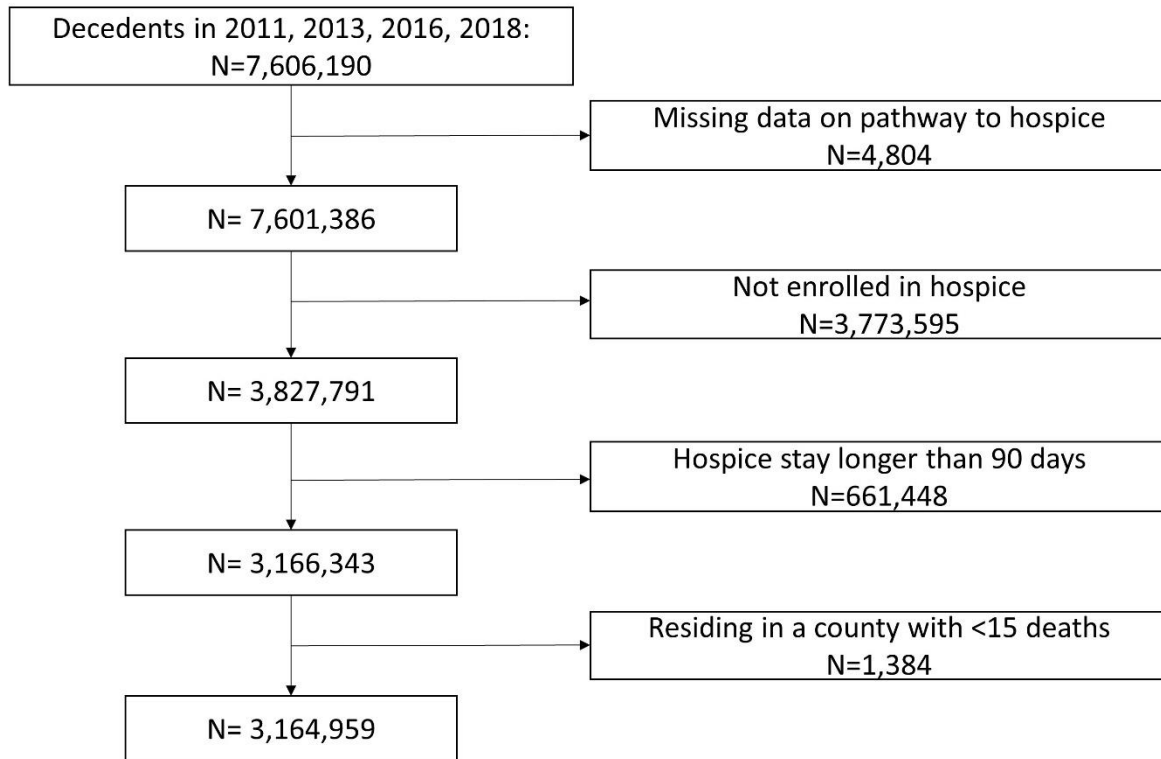 Decedents in 2011, 2013, 2016, 2018:
N=7,606,190
Missing data on pathway to hospice
N=4,804
N= 7,601,386
Not enrolled in hospice
N=3,773,595
N= 3,827,791
Hospice stay longer than 90 days
N=661,448
N= 3,166,343
Residing in a county with <15 deaths
N=1,384
N= 3,164,959